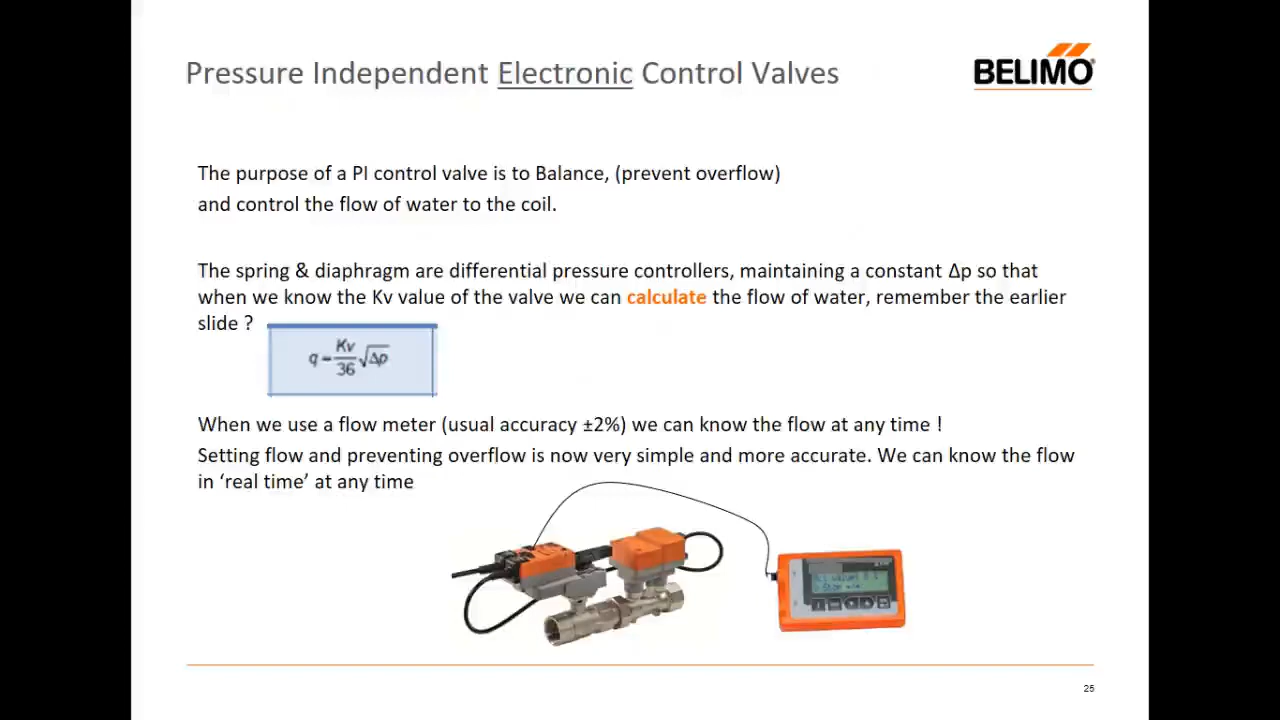 Pressure Independent Electronic Control Valves
BELIMO
The purpose of a PI control valve is to Balance, (prevent overflow)
and control the flow of water to the coil.
The spring & diaphragm are differential pressure controllers, maintaining a constant Δp so that
when we know the Kv value of the valve we can calculate the flow of water, remember the earlier
slide ?
q = Kv/36 √Δp
When we use a flow meter (usual accuracy ±2%) we can know the flow at any time !
Setting flow and preventing overflow is now very simple and more accurate. We can know the flow
in ‘real time’ at any time
25